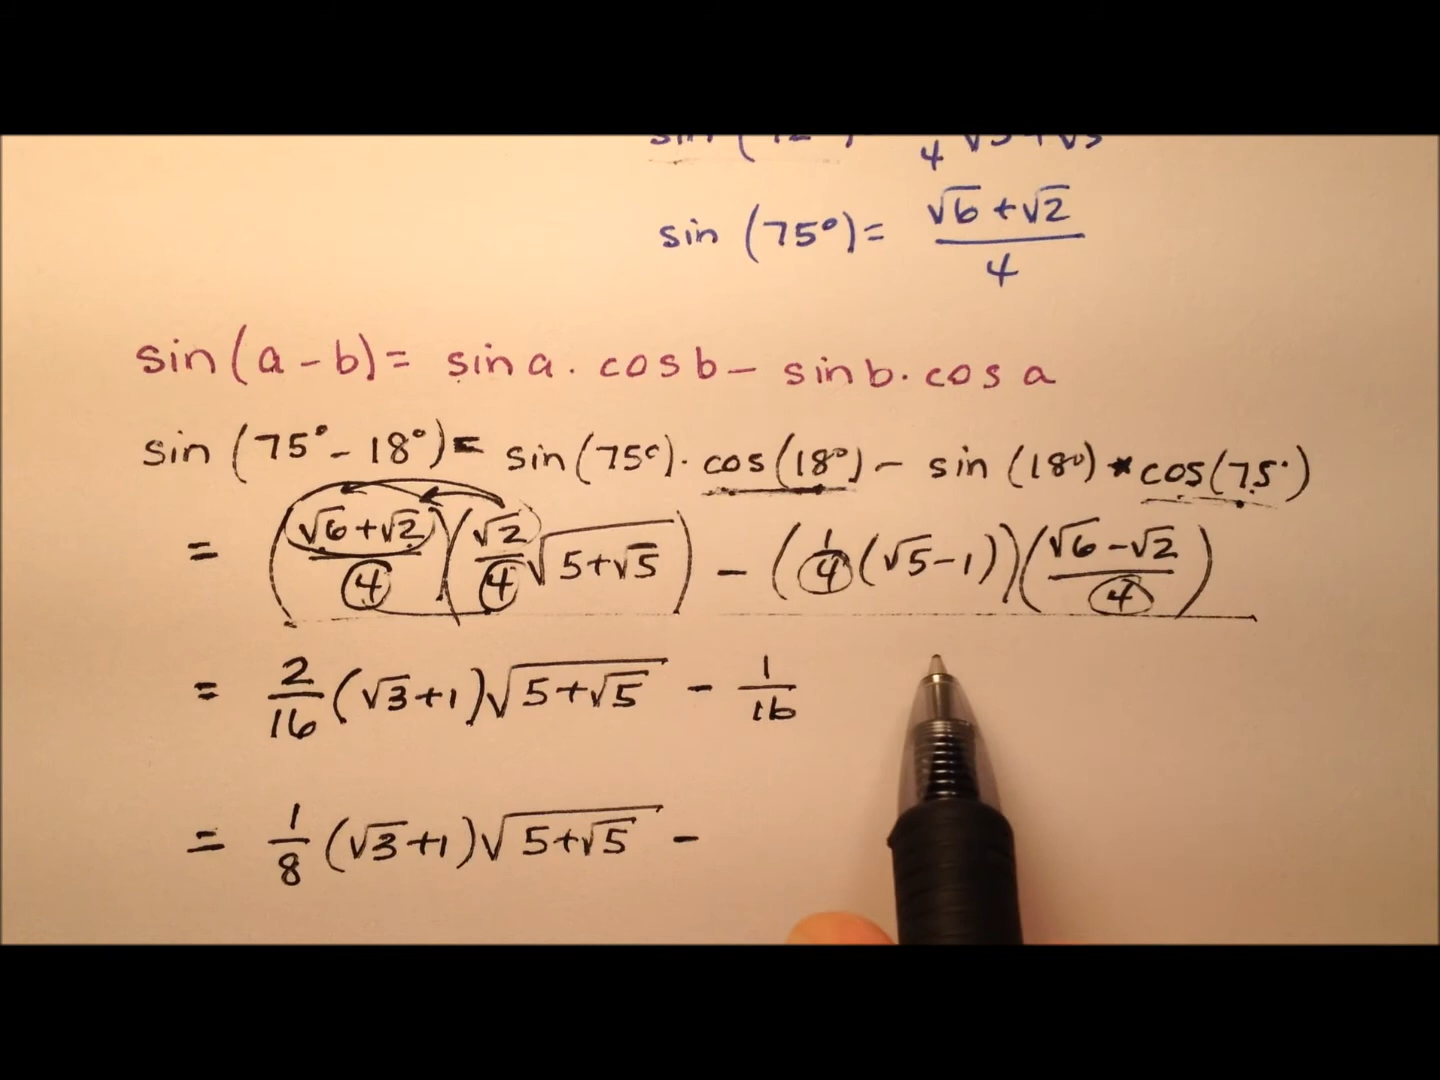 sin (75°) = √6 + √2 / 4
sin (a - b) = sin a . cos b - sin b . cos a
sin (75° - 18°) = sin (75°) . cos (18°) - sin (18°) * cos (75°)
= ( √6 + √2 / 4 ) ( √2 / 4 √ 5 + √5 ) - ( 1 / 4 ( √5 - 1 ) ) ( √6 - √2 / 4 )
= 2 / 16 ( √3 + 1 ) √ 5 + √5 - 1 / 16
= 1 / 8 ( √3 + 1 ) √ 5 + √5 -